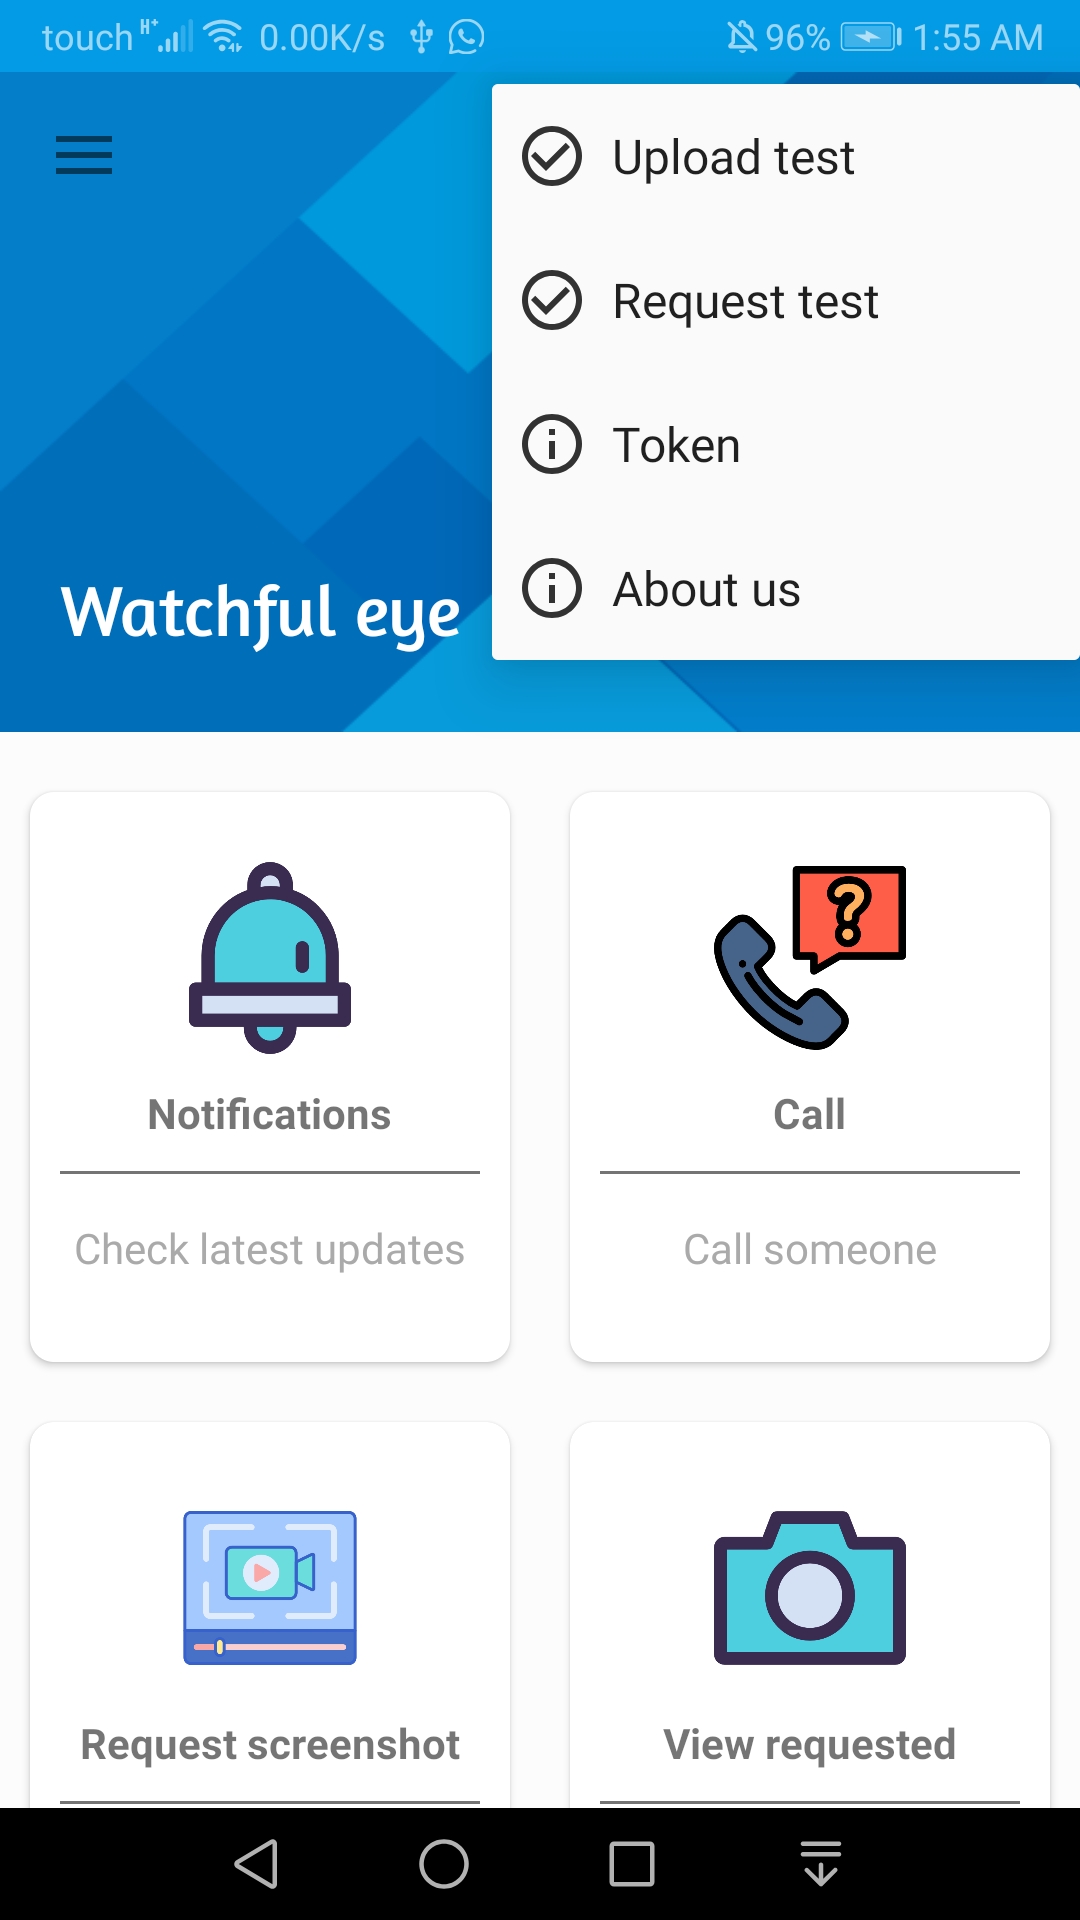 touch H+ 0.00K/s 96% 1:55 AM
Upload test
Request test
Token
About us
Watchful eye
?
Notifications
Check latest updates
Call
Call someone
Request screenshot
View requested